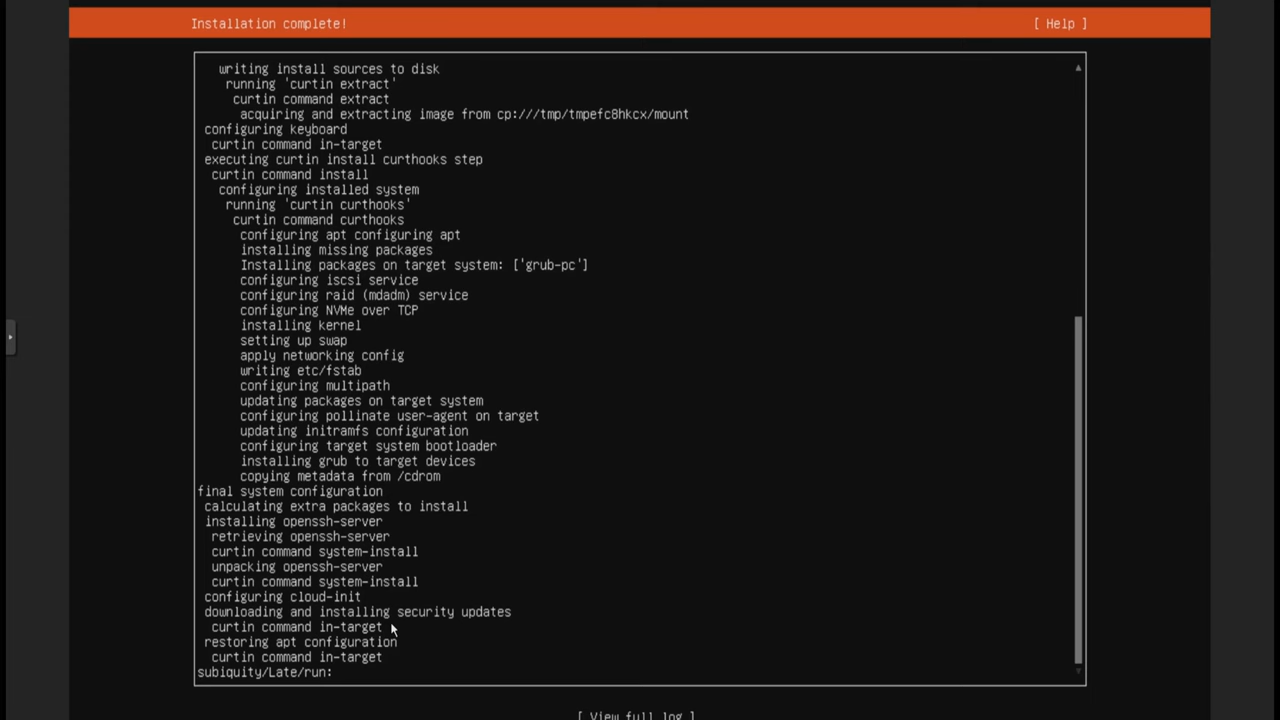 Installation complete! [ Help ]
writing install sources to disk
running 'curtin extract'
curtin command extract
acquiring and extracting image from cp:///tmp/tmpefc8hkcx/mount
configuring keyboard
curtin command in-target
executing curtin install curthooks step
curtin command install
configuring installed system
running 'curtin curthooks'
curtin command curthooks
configuring apt configuring apt
installing missing packages
Installing packages on target system: ['grub-pc']
configuring iscsi service
configuring raid (mdadm) service
configuring NVMe over TCP
installing kernel
setting up swap
apply networking config
writing etc/fstab
configuring multipath
updating packages on target system
configuring pollinate user-agent on target
updating initramfs configuration
configuring target system bootloader
installing grub to target devices
copying metadata from /cdrom
final system configuration
calculating extra packages to install
installing openssh-server
retrieving openssh-server
curtin command system-install
unpacking openssh-server
curtin command system-install
configuring cloud-init
downloading and installing security updates
curtin command in-target
restoring apt configuration
curtin command in-target
subiquity/Late/run:
[ View full log ]